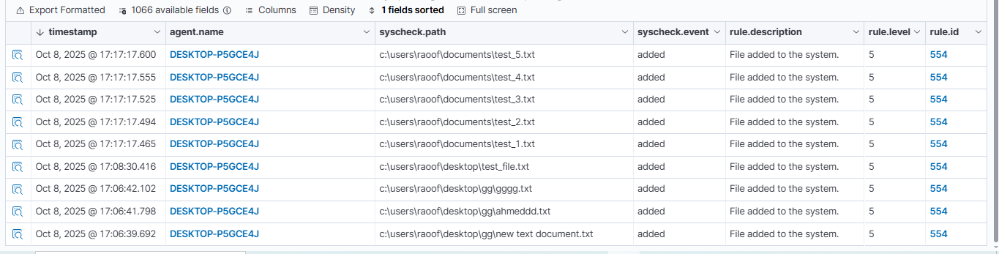 Export Formatted 1066 available fields Columns Density 1 fields sorted Full screen
timestamp agent.name syscheck.path syscheck.event rule.description rule.level rule.id
Oct 8, 2025 @ 17:17:17.600 DESKTOP-P5GCE4J c:\users\raoof\documents\test_5.txt added File added to the system. 5 554
Oct 8, 2025 @ 17:17:17.555 DESKTOP-P5GCE4J c:\users\raoof\documents\test_4.txt added File added to the system. 5 554
Oct 8, 2025 @ 17:17:17.525 DESKTOP-P5GCE4J c:\users\raoof\documents\test_3.txt added File added to the system. 5 554
Oct 8, 2025 @ 17:17:17.494 DESKTOP-P5GCE4J c:\users\raoof\documents\test_2.txt added File added to the system. 5 554
Oct 8, 2025 @ 17:17:17.465 DESKTOP-P5GCE4J c:\users\raoof\documents\test_1.txt added File added to the system. 5 554
Oct 8, 2025 @ 17:08:30.416 DESKTOP-P5GCE4J c:\users\raoof\desktop\test_file.txt added File added to the system. 5 554
Oct 8, 2025 @ 17:06:42.102 DESKTOP-P5GCE4J c:\users\raoof\desktop\gg\gggg.txt added File added to the system. 5 554
Oct 8, 2025 @ 17:06:41.798 DESKTOP-P5GCE4J c:\users\raoof\desktop\gg\ahmeddd.txt added File added to the system. 5 554
Oct 8, 2025 @ 17:06:39.692 DESKTOP-P5GCE4J c:\users\raoof\desktop\gg\new text document.txt added File added to the system. 5 554